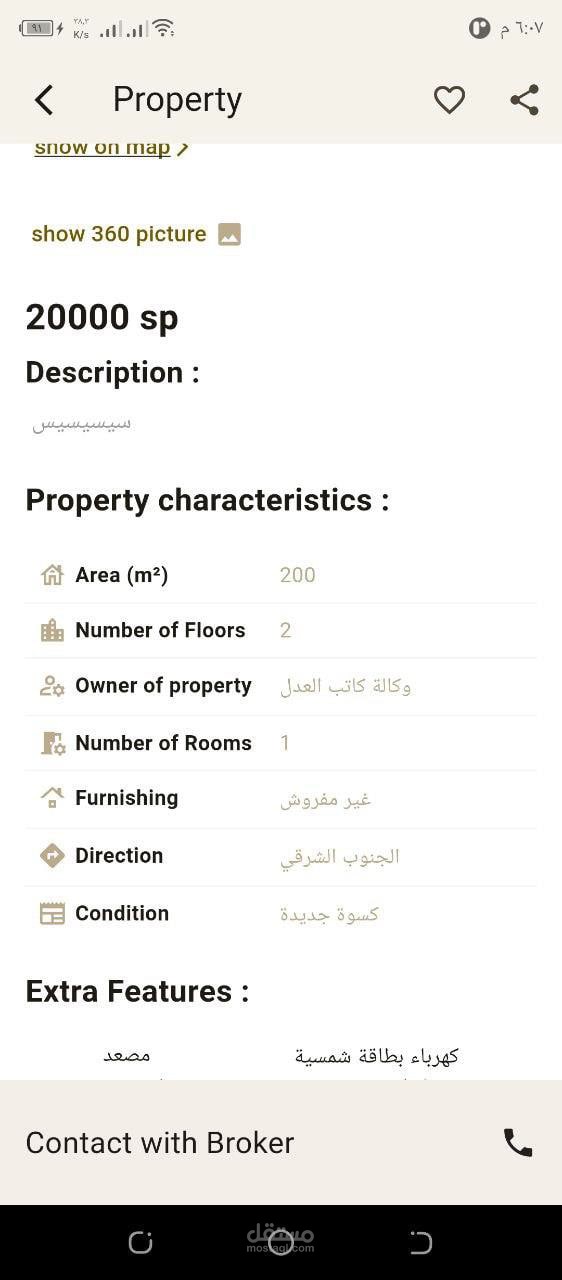 ٩١ ٣٨,٢ K/s ٦:٠٧ م
Property
show on map
show 360 picture
20000 sp
Description :
سيسيسيس
Property characteristics :
Area (m²) 200
Number of Floors 2
Owner of property وكالة كاتب العدل
Number of Rooms 1
Furnishing غير مفروش
Direction الجنوب الشرقي
Condition كسوة جديدة
Extra Features :
مصعد كهرباء بطاقة شمسية
Contact with Broker
مستقل
mostaql.com